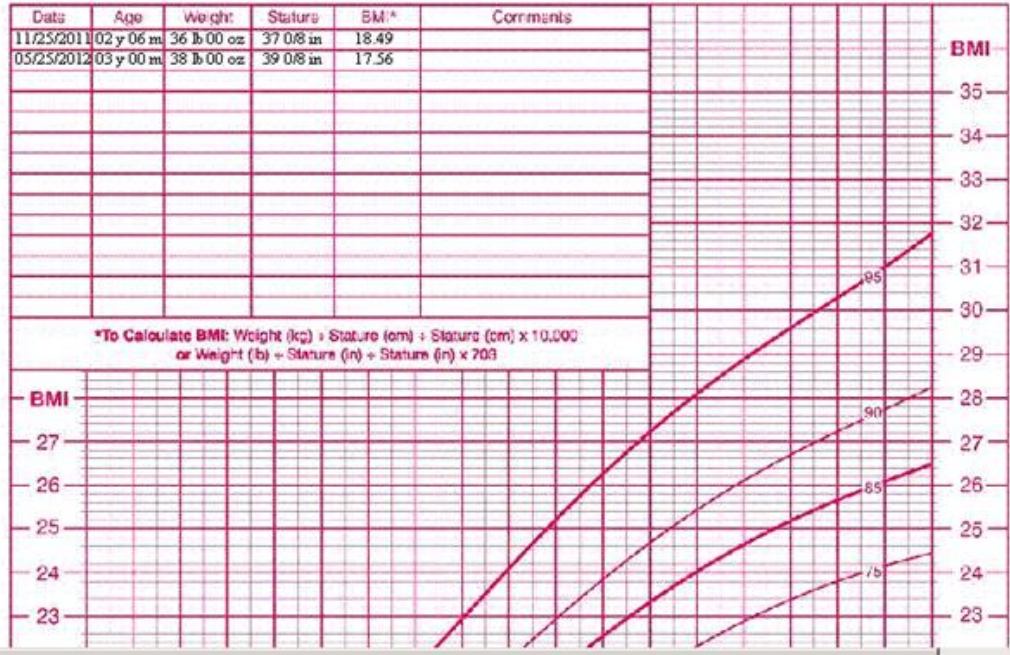 Date Age Weight Stature BMI* Comments
11/25/2011 02 y 06 m 36 lb 00 oz 37 0/8 in 18.49
05/25/2012 03 y 00 m 38 lb 00 oz 39 0/8 in 17.56
BMI
35
34
33
32
31
95
30
*To Calculate BMI: Weight (kg) ÷ Stature (cm) ÷ Stature (cm) x 10,000
or Weight (lb) ÷ Stature (in) ÷ Stature (in) x 703
29
BMI 28
90
27 27
26 85 26
25 25
24 75 24
23 23